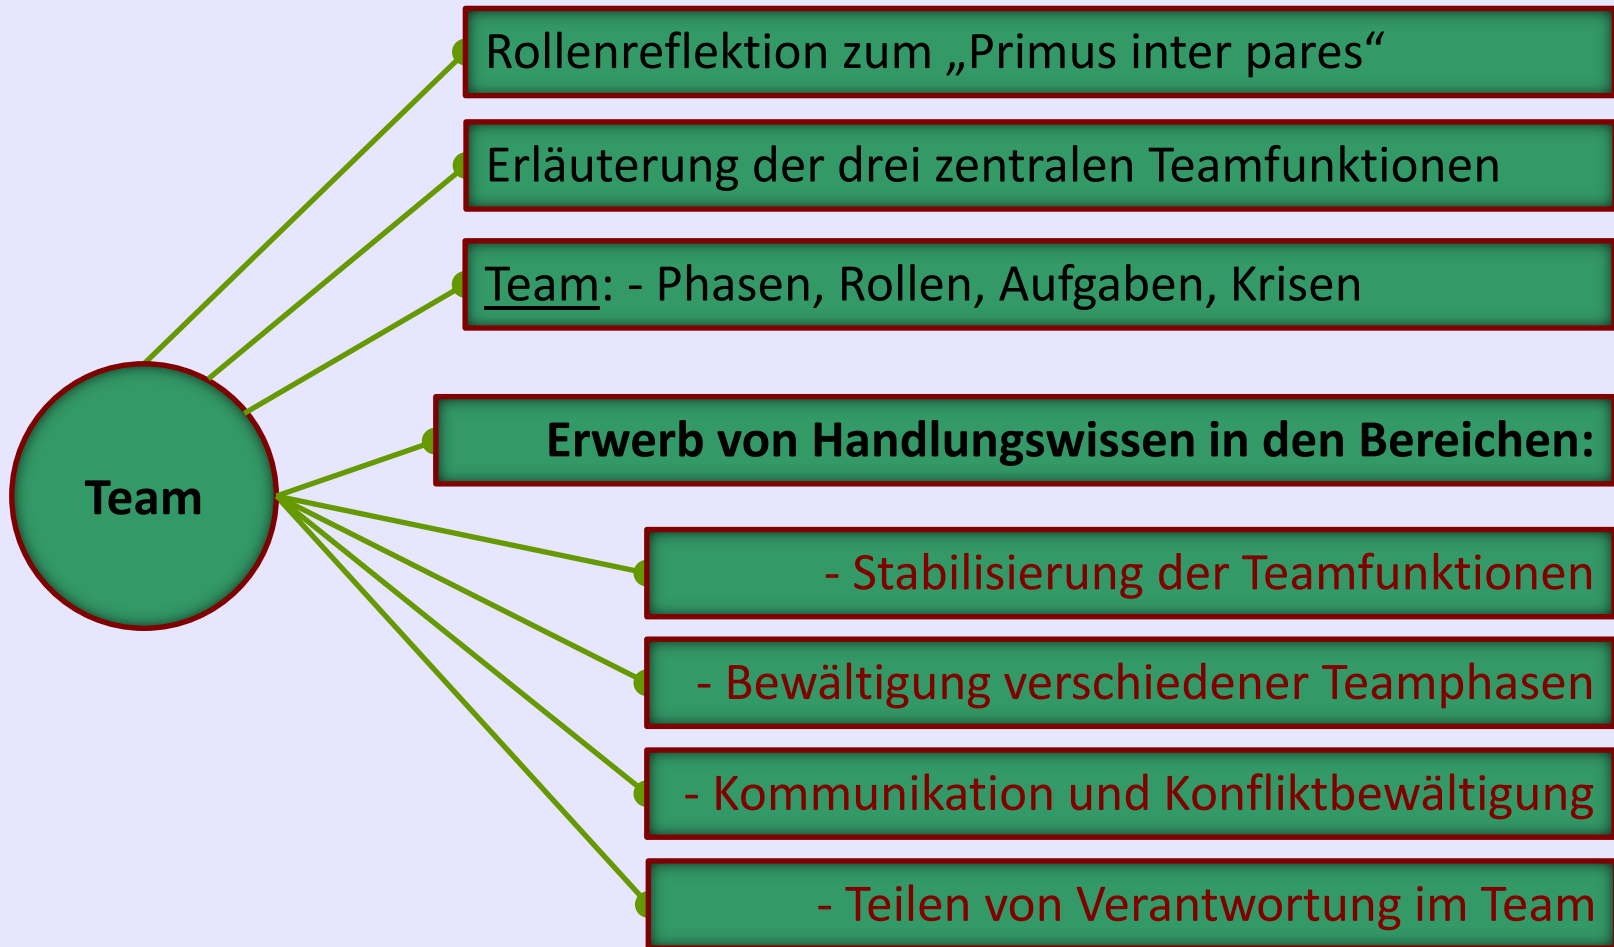 Rollenreflektion zum „Primus inter pares“
Erläuterung der drei zentralen Teamfunktionen
Team: - Phasen, Rollen, Aufgaben, Krisen
Team
Erwerb von Handlungswissen in den Bereichen:
- Stabilisierung der Teamfunktionen
- Bewältigung verschiedener Teamphasen
- Kommunikation und Konfliktbewältigung
- Teilen von Verantwortung im Team